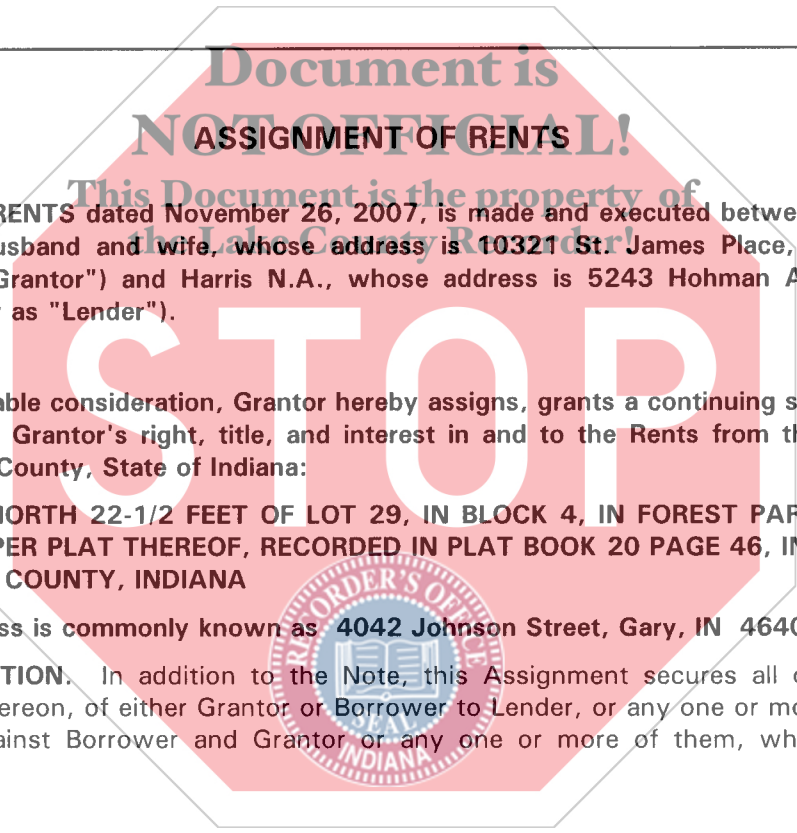 Document is
NOT OFFICIAL!
ASSIGNMENT OF RENTS
This Document is the property of
the Lake County Recorder!
RENTS dated November 26, 2007, is made and executed betwe
usband and wife, whose address is 10321 St. James Place,
Grantor") and Harris N.A., whose address is 5243 Hohman A
as "Lender").
STOP
able consideration, Grantor hereby assigns, grants a continuing s
Grantor's right, title, and interest in and to the Rents from th
County, State of Indiana:
NORTH 22-1/2 FEET OF LOT 29, IN BLOCK 4, IN FOREST PAR
PER PLAT THEREOF, RECORDED IN PLAT BOOK 20 PAGE 46, IN
COUNTY, INDIANA
ss is commonly known as 4042 Johnson Street, Gary, IN 4640
TION. In addition to the Note, this Assignment secures all o
ereon, of either Grantor or Borrower to Lender, or any one or mo
ainst Borrower and Grantor or any one or more of them, wh
RECORDER'S OFFICE
SEAL
INDIANA